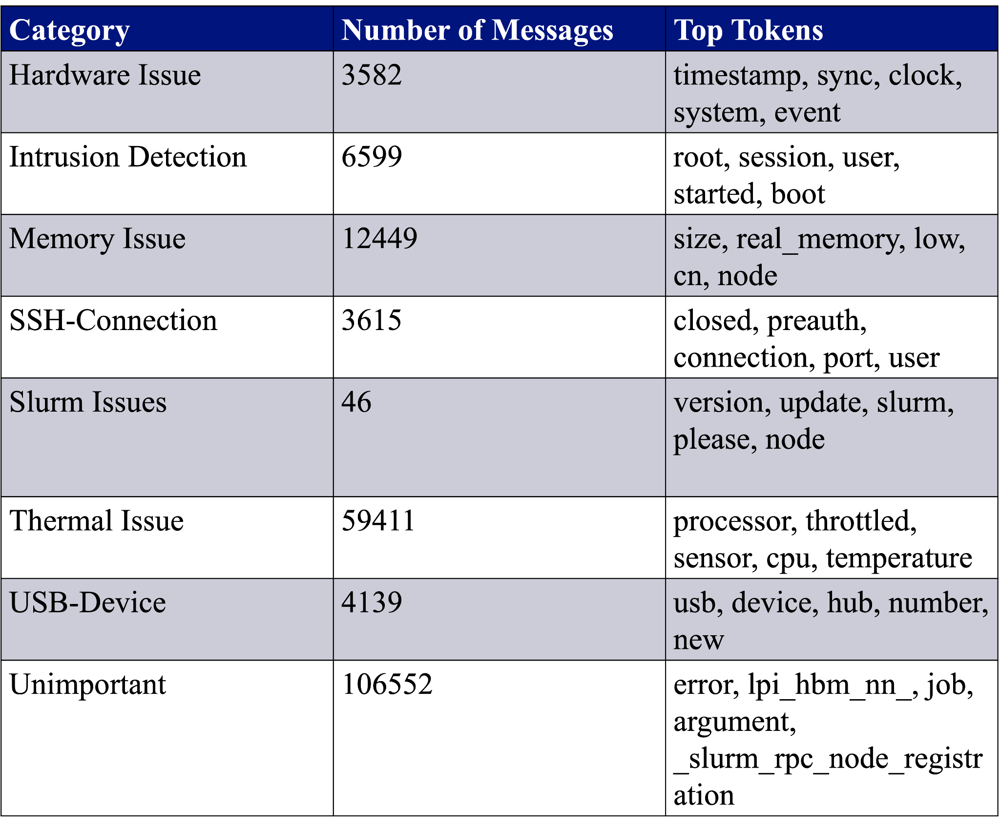 Category Number of Messages Top Tokens
Hardware Issue 3582 timestamp, sync, clock,
system, event
Intrusion Detection 6599 root, session, user,
started, boot
Memory Issue 12449 size, real_memory, low,
cn, node
SSH-Connection 3615 closed, preauth,
connection, port, user
Slurm Issues 46 version, update, slurm,
please, node
Thermal Issue 59411 processor, throttled,
sensor, cpu, temperature
USB-Device 4139 usb, device, hub, number,
new
Unimportant 106552 error, lpi_hbm_nn_, job,
argument,
_slurm_rpc_node_registr
ation